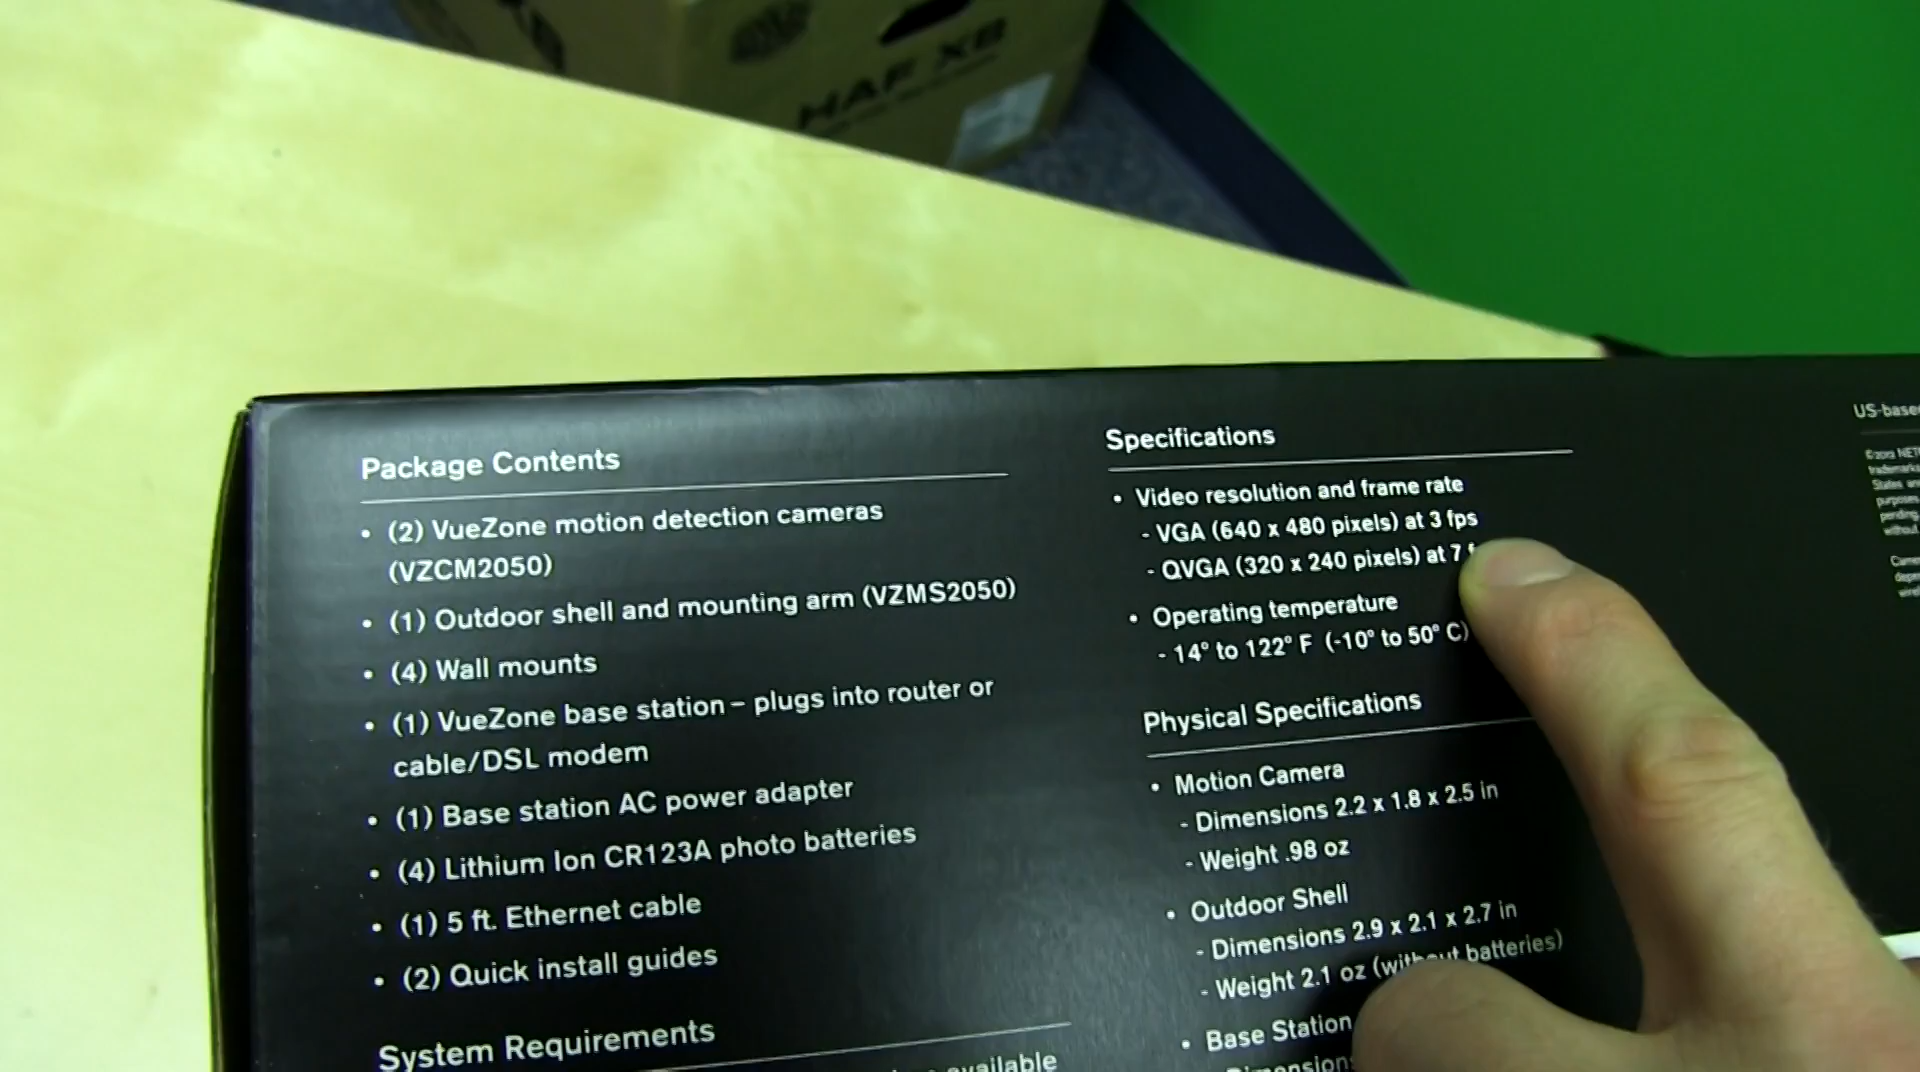 HAF XB
Package Contents
• (2) VueZone motion detection cameras
(VZCM2050)
• (1) Outdoor shell and mounting arm (VZMS2050)
• (4) Wall mounts
• (1) VueZone base station – plugs into router or
cable/DSL modem
• (1) Base station AC power adapter
• (4) Lithium Ion CR123A photo batteries
• (1) 5 ft. Ethernet cable
• (2) Quick install guides
System Requirements
available
Specifications
• Video resolution and frame rate
- VGA (640 x 480 pixels) at 3 fps
- QVGA (320 x 240 pixels) at 7
• Operating temperature
- 14° to 122° F (-10° to 50° C)
Physical Specifications
• Motion Camera
- Dimensions 2.2 x 1.8 x 2.5 in
- Weight .98 oz
• Outdoor Shell
- Dimensions 2.9 x 2.1 x 2.7 in
- Weight 2.1 oz (without batteries)
• Base Station
US-based